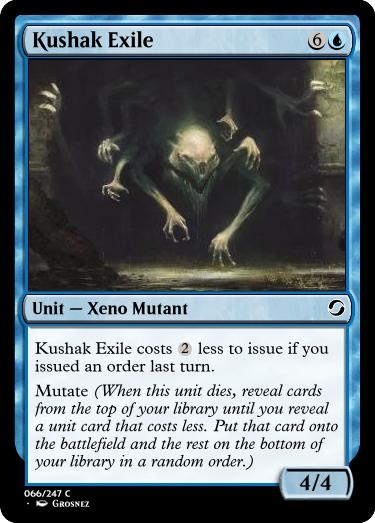 Kushak Exile 6
Unit — Xeno Mutant
Kushak Exile costs 2 less to issue if you
issued an order last turn.
Mutate (When this unit dies, reveal cards
from the top of your library until you reveal
a unit card that costs less. Put that card onto
the battlefield and the rest on the bottom of
your library in a random order.)
4/4
066/247 C
· Grosnez